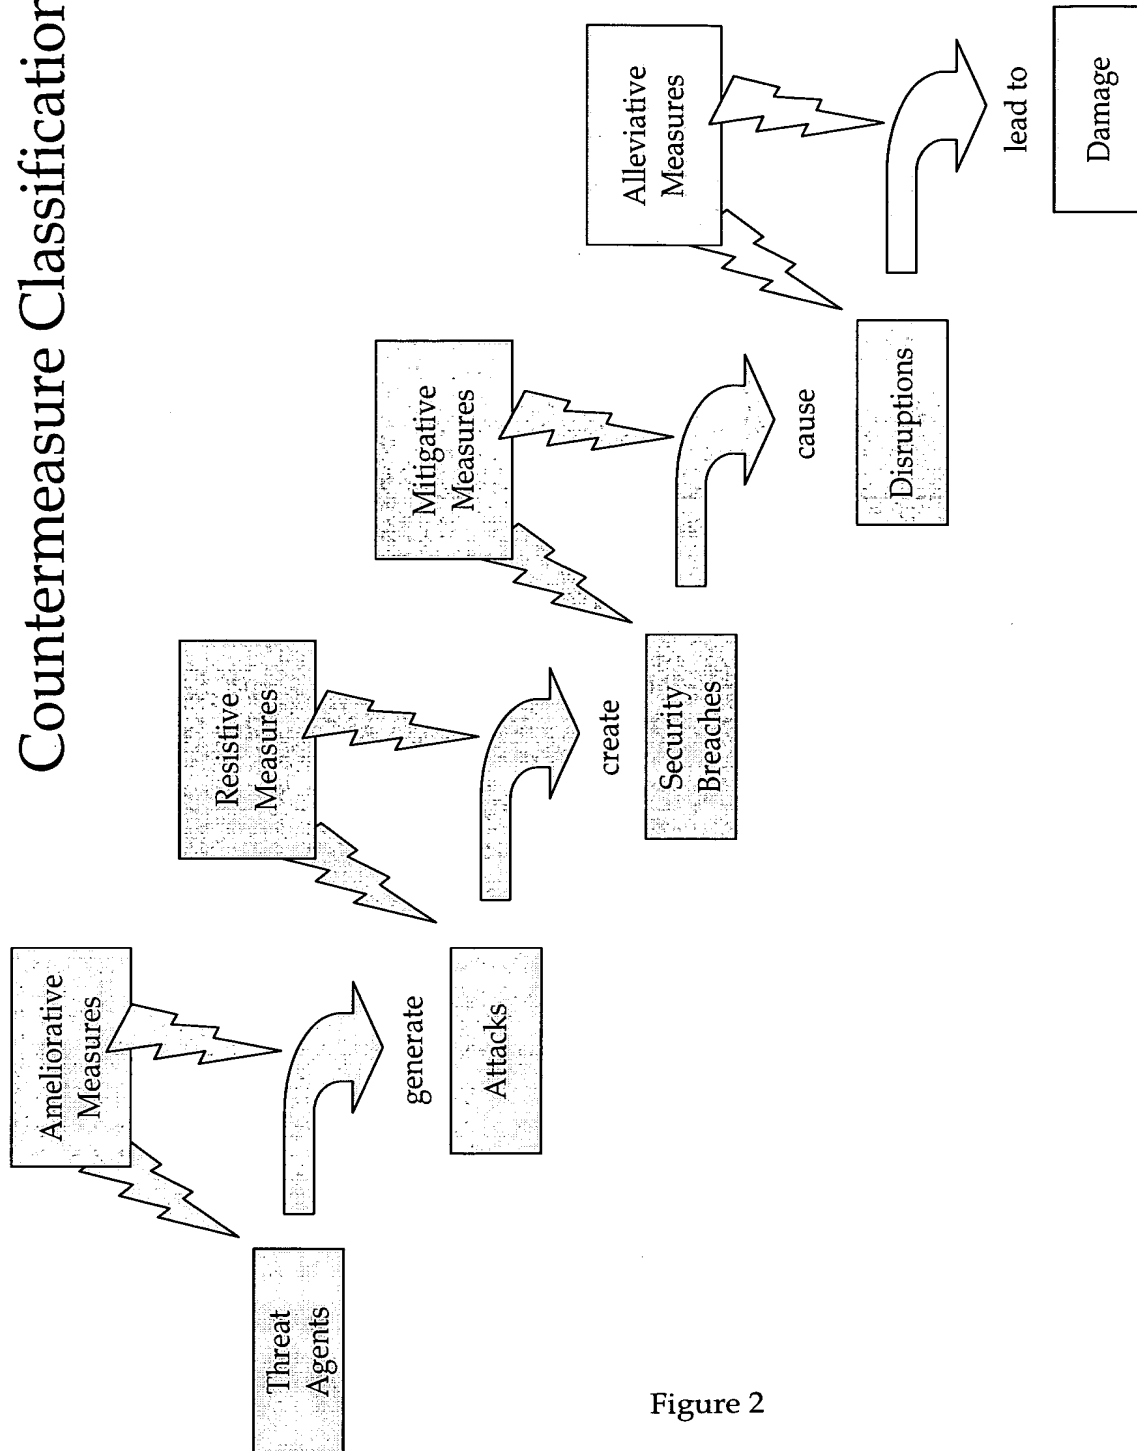 Countermeasure Classification
Threat
Agents
Ameliorative
Measures
generate
Attacks
Resistive
Measures
create
Security
Breaches
Mitigative
Measures
cause
Disruptions
Alleviative
Measures
lead to
Damage
Figure 2